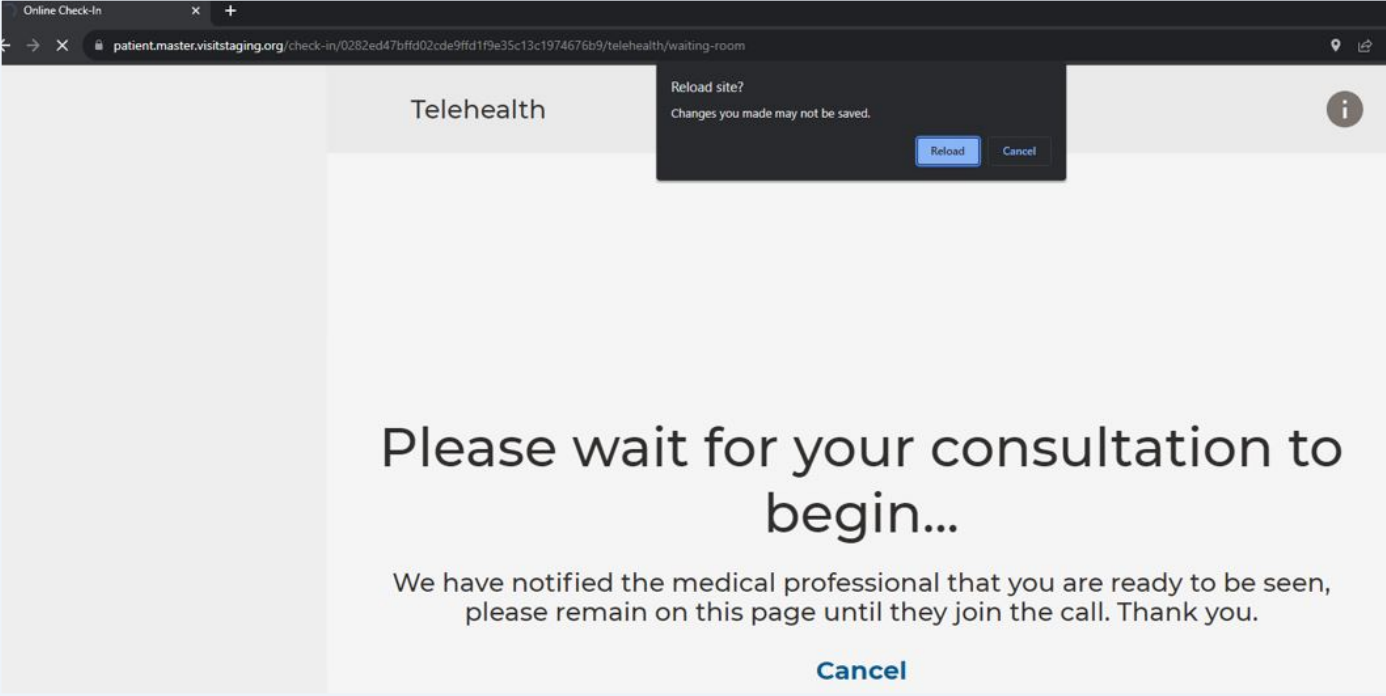 Online Check-In
patient.master.visitstaging.org/check-in/0282ed47bffd02cde9ffd1f9e35c13c1974676b9/telehealth/waiting-room
Telehealth
Reload site?
Changes you made may not be saved.
Reload Cancel
Please wait for your consultation to
begin...
We have notified the medical professional that you are ready to be seen,
please remain on this page until they join the call. Thank you.
Cancel